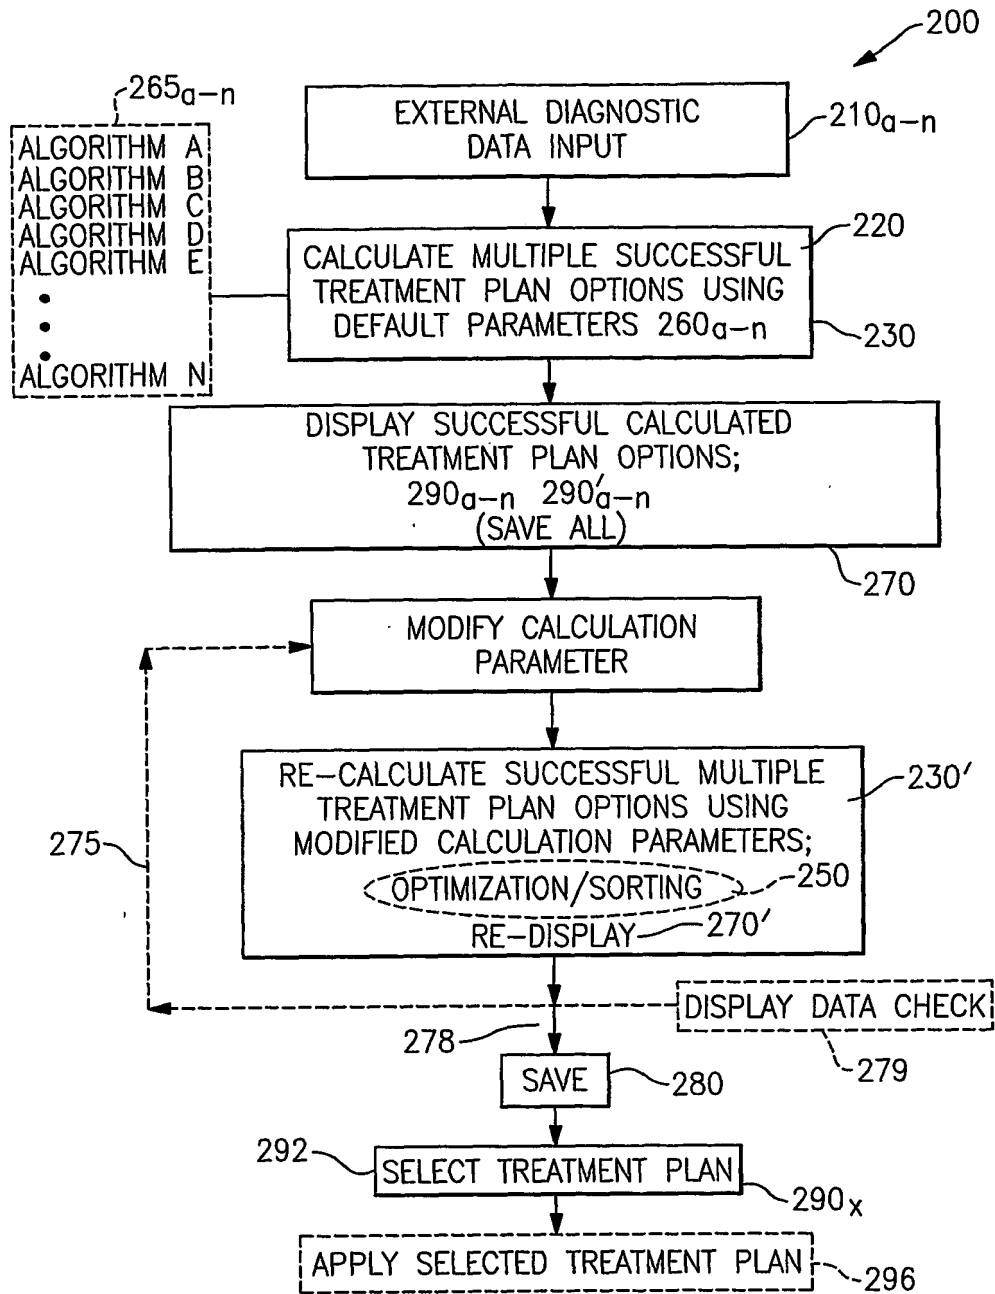 200
265a-n
EXTERNAL DIAGNOSTIC
DATA INPUT
210a-n
ALGORITHM A
ALGORITHM B
ALGORITHM C
ALGORITHM D
ALGORITHM E
ALGORITHM N
220
CALCULATE MULTIPLE SUCCESSFUL
TREATMENT PLAN OPTIONS USING
DEFAULT PARAMETERS 260a-n
230
DISPLAY SUCCESSFUL CALCULATED
TREATMENT PLAN OPTIONS;
290a-n 290'a-n
(SAVE ALL)
270
MODIFY CALCULATION
PARAMETER
RE-CALCULATE SUCCESSFUL MULTIPLE
TREATMENT PLAN OPTIONS USING
MODIFIED CALCULATION PARAMETERS;
230'
275
OPTIMIZATION/SORTING
250
RE-DISPLAY
270'
DISPLAY DATA CHECK
278
279
SAVE
280
292
SELECT TREATMENT PLAN
290x
APPLY SELECTED TREATMENT PLAN
296